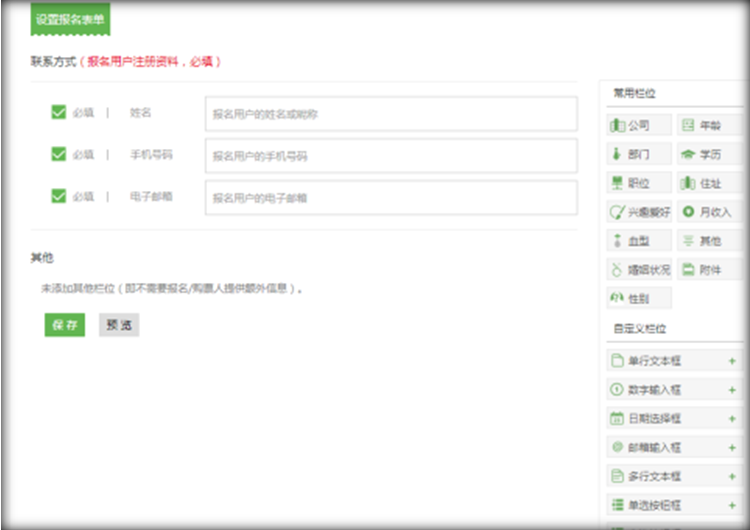 设置报名表单
联系方式（报名用户注册资料，必填）
必填 | 姓名 报名用户的姓名或昵称
必填 | 手机号码 报名用户的手机号码
必填 | 电子邮箱 报名用户的电子邮箱
其他
未添加其他栏位（即不需要报名/购票人提供额外信息）。
保存 预览
常用栏位
公司 年龄
部门 学历
职位 住址
兴趣爱好 月收入
血型 其他
婚姻状况 附件
性别
自定义栏位
单行文本框 +
数字输入框 +
日期选择框 +
邮箱输入框 +
多行文本框 +
单选按钮框 +